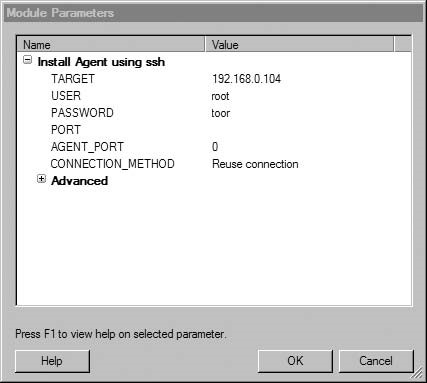 Module Parameters
Name Value
Install Agent using ssh
TARGET 192.168.0.104
USER root
PASSWORD toor
PORT
AGENT_PORT 0
CONNECTION_METHOD Reuse connection
Advanced
Press F1 to view help on selected parameter.
Help OK Cancel